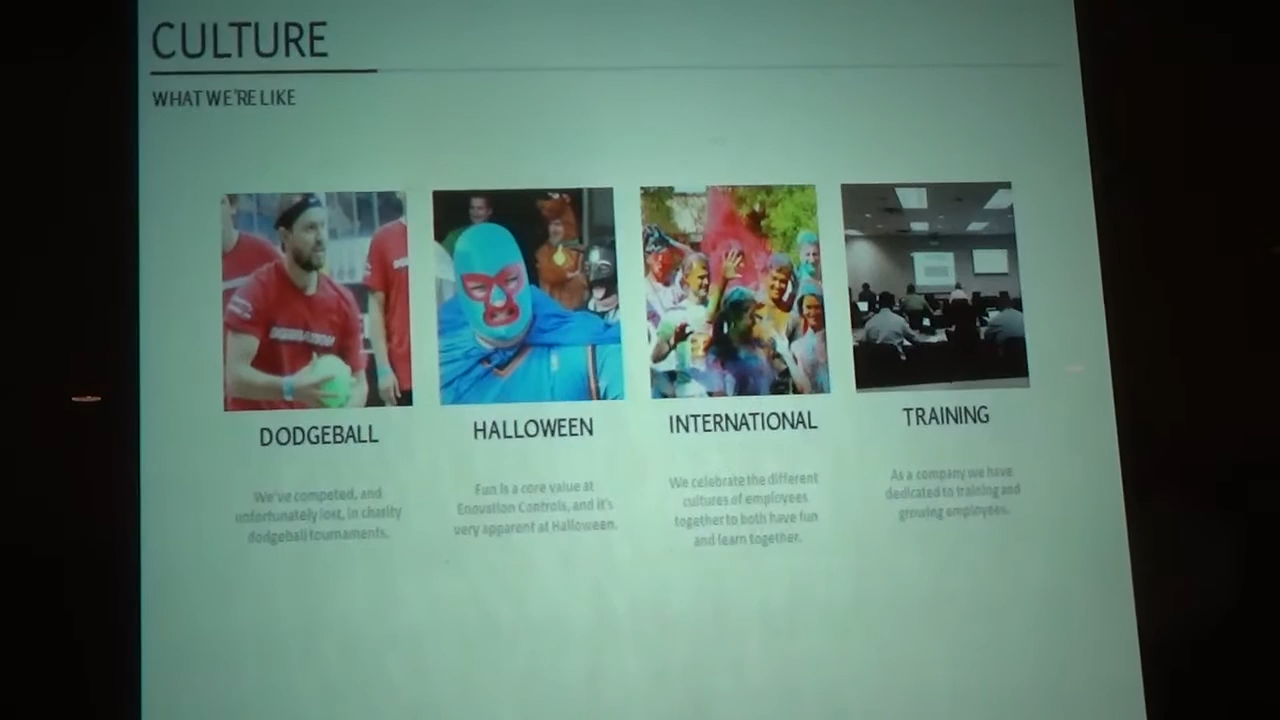 CULTURE
WHAT WE'RE LIKE
DODGEBALL
We've competed, and
unfortunately lost, in charity
dodgeball tournaments.
HALLOWEEN
Fun is a core value at
Enovation Controls, and it's
very apparent at Halloween.
INTERNATIONAL
We celebrate the different
cultures of employees
together to both have fun
and learn together.
TRAINING
As a company we have
dedicated to training and
growing employees.